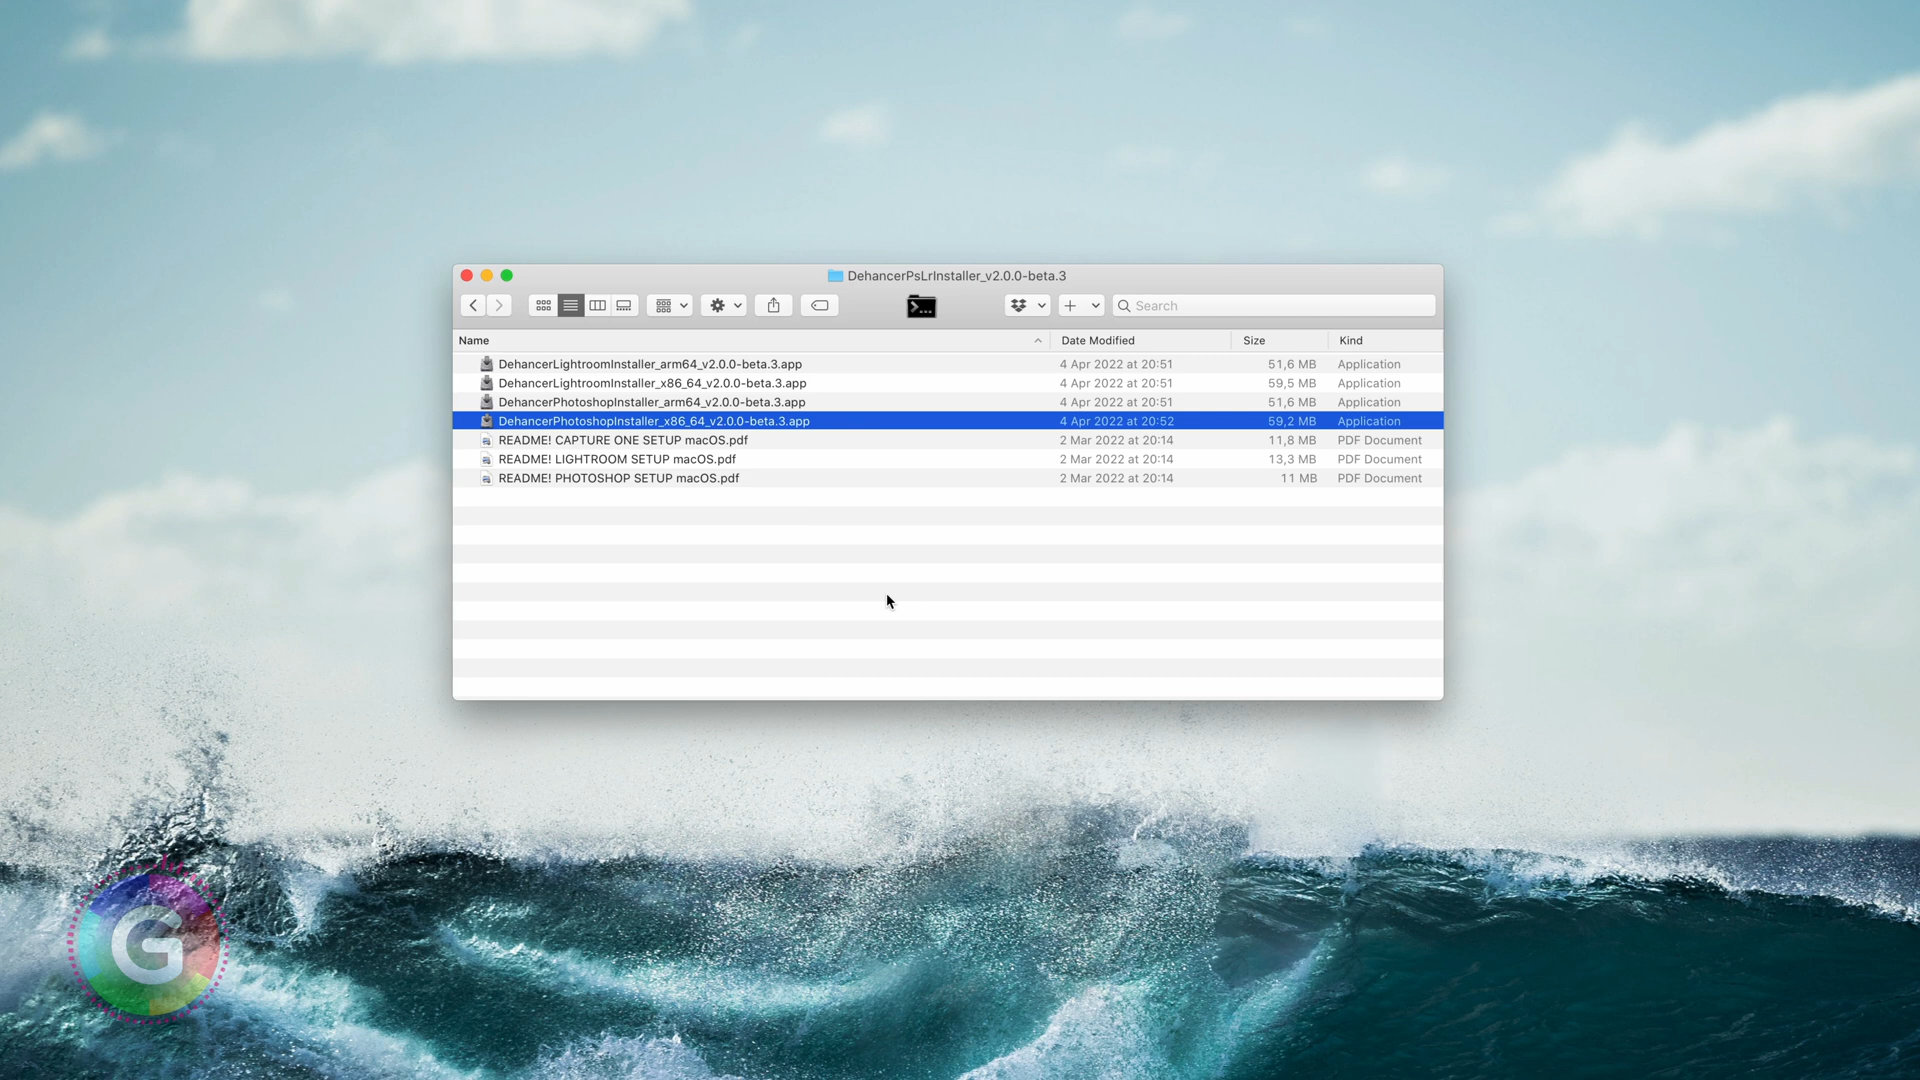 DehancerPsLrInstaller_v2.0.0-beta.3
Search
Name Date Modified Size Kind
DehancerLightroomInstaller_arm64_v2.0.0-beta.3.app 4 Apr 2022 at 20:51 51,6 MB Application
DehancerLightroomInstaller_x86_64_v2.0.0-beta.3.app 4 Apr 2022 at 20:51 59,5 MB Application
DehancerPhotoshopInstaller_arm64_v2.0.0-beta.3.app 4 Apr 2022 at 20:51 51,6 MB Application
DehancerPhotoshopInstaller_x86_64_v2.0.0-beta.3.app 4 Apr 2022 at 20:52 59,2 MB Application
README! CAPTURE ONE SETUP macOS.pdf 2 Mar 2022 at 20:14 11,8 MB PDF Document
README! LIGHTROOM SETUP macOS.pdf 2 Mar 2022 at 20:14 13,3 MB PDF Document
README! PHOTOSHOP SETUP macOS.pdf 2 Mar 2022 at 20:14 11 MB PDF Document
G